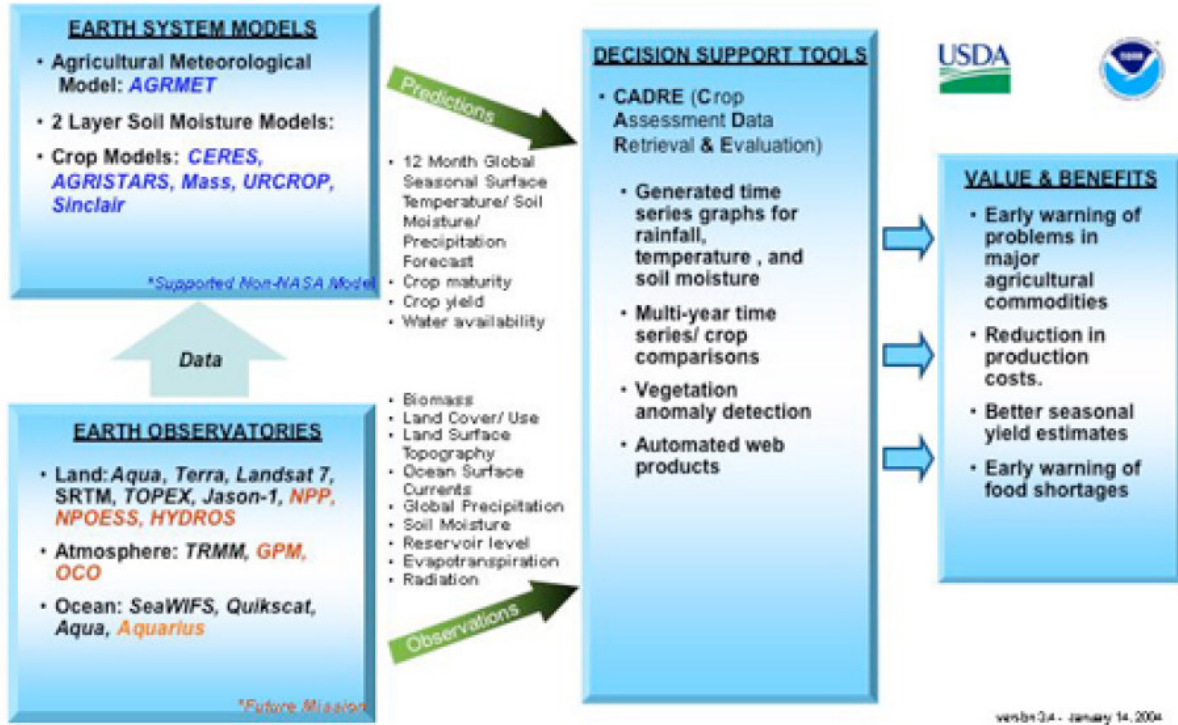 EARTH SYSTEM MODELS
• Agricultural Meteorological
Model: AGRMET
• 2 Layer Soil Moisture Models:
• Crop Models: CERES,
AGRISTARS, Mass, URCROP,
Sinclair
*Supported Non-NASA Model
Data
EARTH OBSERVATORIES
• Land: Aqua, Terra, Landsat 7,
SRTM, TOPEX, Jason-1, NPP,
NPOESS, HYDROS
• Atmosphere: TRMM, GPM,
OCO
• Ocean: SeaWIFS, Quikscat,
Aqua, Aquarius
*Future Mission
Predictions
• 12 Month Global
Seasonal Surface
Temperature/ Soil
Moisture/
Precipitation
Forecast
• Crop maturity
• Crop yield
• Water availability
• Biomass
• Land Cover/ Use
• Land Surface
Topography
• Ocean Surface
Currents
• Global Precipitation
• Soil Moisture
• Reservoir level
• Evapotranspiration
• Radiation
Observations
DECISION SUPPORT TOOLS
• CADRE (Crop
Assessment Data
Retrieval & Evaluation)
• Generated time
series graphs for
rainfall,
temperature , and
soil moisture
• Multi-year time
series/ crop
comparisons
• Vegetation
anomaly detection
• Automated web
products
USDA
VALUE & BENEFITS
• Early warning of
problems in
major
agricultural
commodities
• Reduction in
production
costs.
• Better seasonal
yield estimates
• Early warning of
food shortages
January 14, 2004